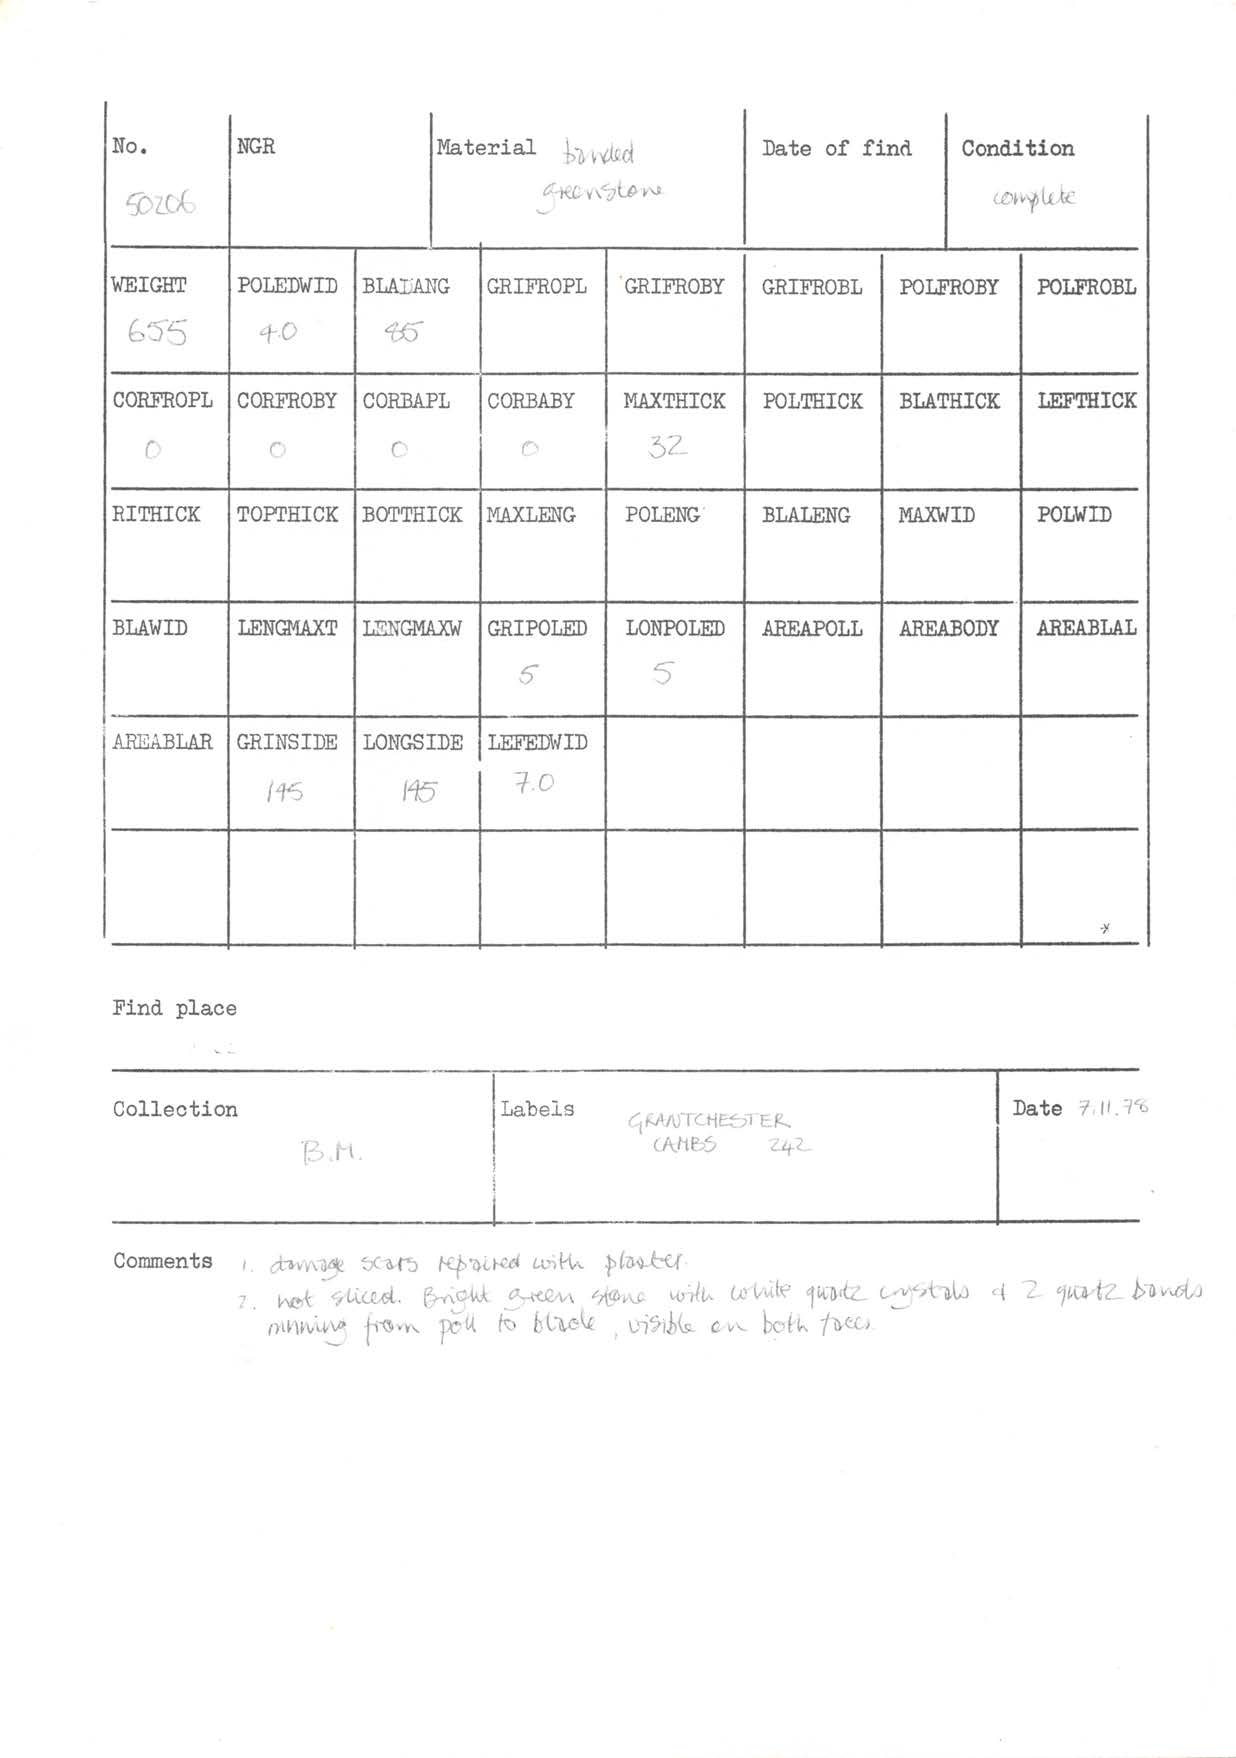 No. NGR Material banded Date of find Condition
50206 greenstone complete
WEIGHT POLEDWID BLALANG GRIFROPL GRIFROBY GRIFROBL POLFROBY POLFROBL
655 4.0 85
CORFROPL CORFROBY CORBAPL CORBABY MAXTHICK POLTHICK BLATHICK LEFTHICK
0 0 0 0 32
RITHICK TOPTHICK BOTTHICK MAXLENG POLENG BLALENG MAXWID POLWID
BLAWID LENGMAXT LENGMAXW GRIPOLED LONPOLED AREAPOLL AREABODY AREABLAL
5 5
AREABLAR GRINSIDE LONGSIDE LEFEDWID
145 145 7.0
Find place
Collection Labels GRANTCHESTER Date 7.11.78
B.M. CAMBS 242
Comments 1. damage scars repaired with plaster.
2. not sliced. Bright green stone with white quartz crystals & 2 quartz bands
running from poll to blade, visible on both faces.